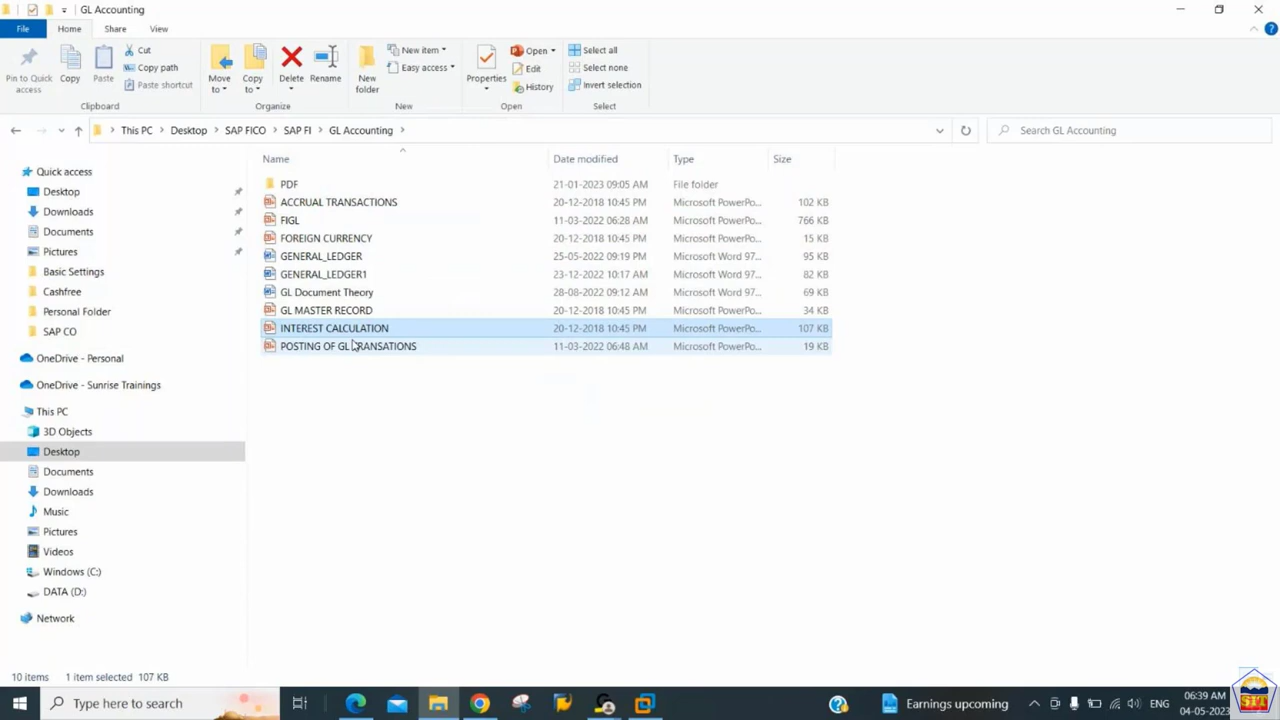 GL Accounting
File Home Share View
Pin to Quick access
Copy
Paste
Cut
Copy path
Paste shortcut
Clipboard
Move to
Copy to
Delete
Rename
Organize
New folder
New item
Easy access
New
Properties
Open
Edit
History
Open
Select all
Select none
Invert selection
Select
This PC Desktop SAP FICO SAP FI GL Accounting
Search GL Accounting
Name Date modified Type Size
PDF 21-01-2023 09:05 AM File folder
ACCRUAL TRANSACTIONS 20-12-2018 10:45 PM Microsoft PowerPo... 102 KB
FIGL 11-03-2022 06:28 AM Microsoft PowerPo... 766 KB
FOREIGN CURRENCY 20-12-2018 10:45 PM Microsoft PowerPo... 15 KB
GENERAL_LEDGER 25-05-2022 09:19 PM Microsoft Word 97... 95 KB
GENERAL_LEDGER1 23-12-2022 10:17 AM Microsoft Word 97... 82 KB
GL Document Theory 28-08-2022 09:12 AM Microsoft Word 97... 69 KB
GL MASTER RECORD 20-12-2018 10:45 PM Microsoft PowerPo... 34 KB
INTEREST CALCULATION 20-12-2018 10:45 PM Microsoft PowerPo... 107 KB
POSTING OF GL TRANSATIONS 11-03-2022 06:48 AM Microsoft PowerPo... 19 KB
Quick access
Desktop
Downloads
Documents
Pictures
Basic Settings
Cashfree
Personal Folder
SAP CO
OneDrive - Personal
OneDrive - Sunrise Trainings
This PC
3D Objects
Desktop
Documents
Downloads
Music
Pictures
Videos
Windows (C:)
DATA (D:)
Network
10 items 1 item selected 107 KB
Type here to search
Earnings upcoming
ENG
06:39 AM
04-05-2023
SIT